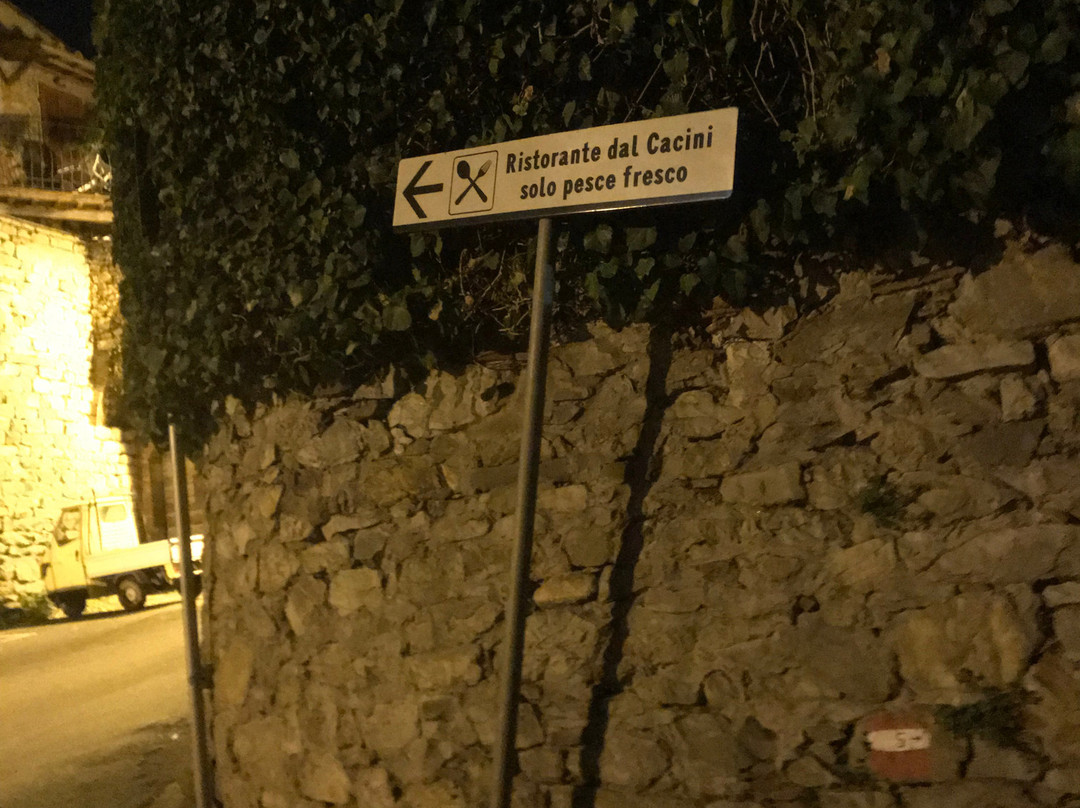 Ristorante dal Cacini
solo pesce fresco
5